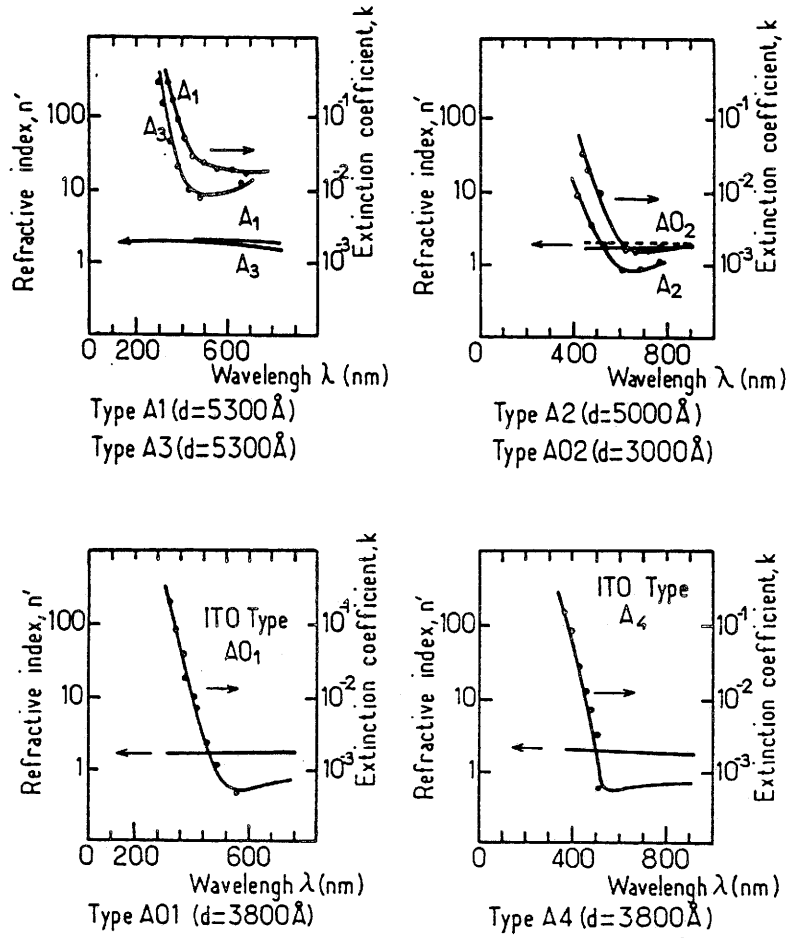 Refractive index, n'
100
10
1
A1
A3
A1
A3
10-1
10-2
10-3
Extinction coefficient, k
0 200 600
Wavelengh λ (nm)
Type A1 (d=5300Å)
Type A3 (d=5300Å)
Refractive index, n'
100
10
1
AO2
A2
10-1
10-2
10-3
Extinction coefficient, k
0 400 800
Wavelengh λ (nm)
Type A2 (d=5000Å)
Type AO2 (d=3000Å)
Refractive index, n'
100
10
1
ITO Type
AO1
10-1
10-2
10-3
Extinction coefficient, k
0 200 600
Wavelengh λ (nm)
Type AO1 (d=3800Å)
Refractive index, n'
100
10
1
ITO Type
A4
10-1
10-2
10-3
Extinction coefficient, k
0 400 800
Wavelengh λ (nm)
Type A4 (d=3800Å)